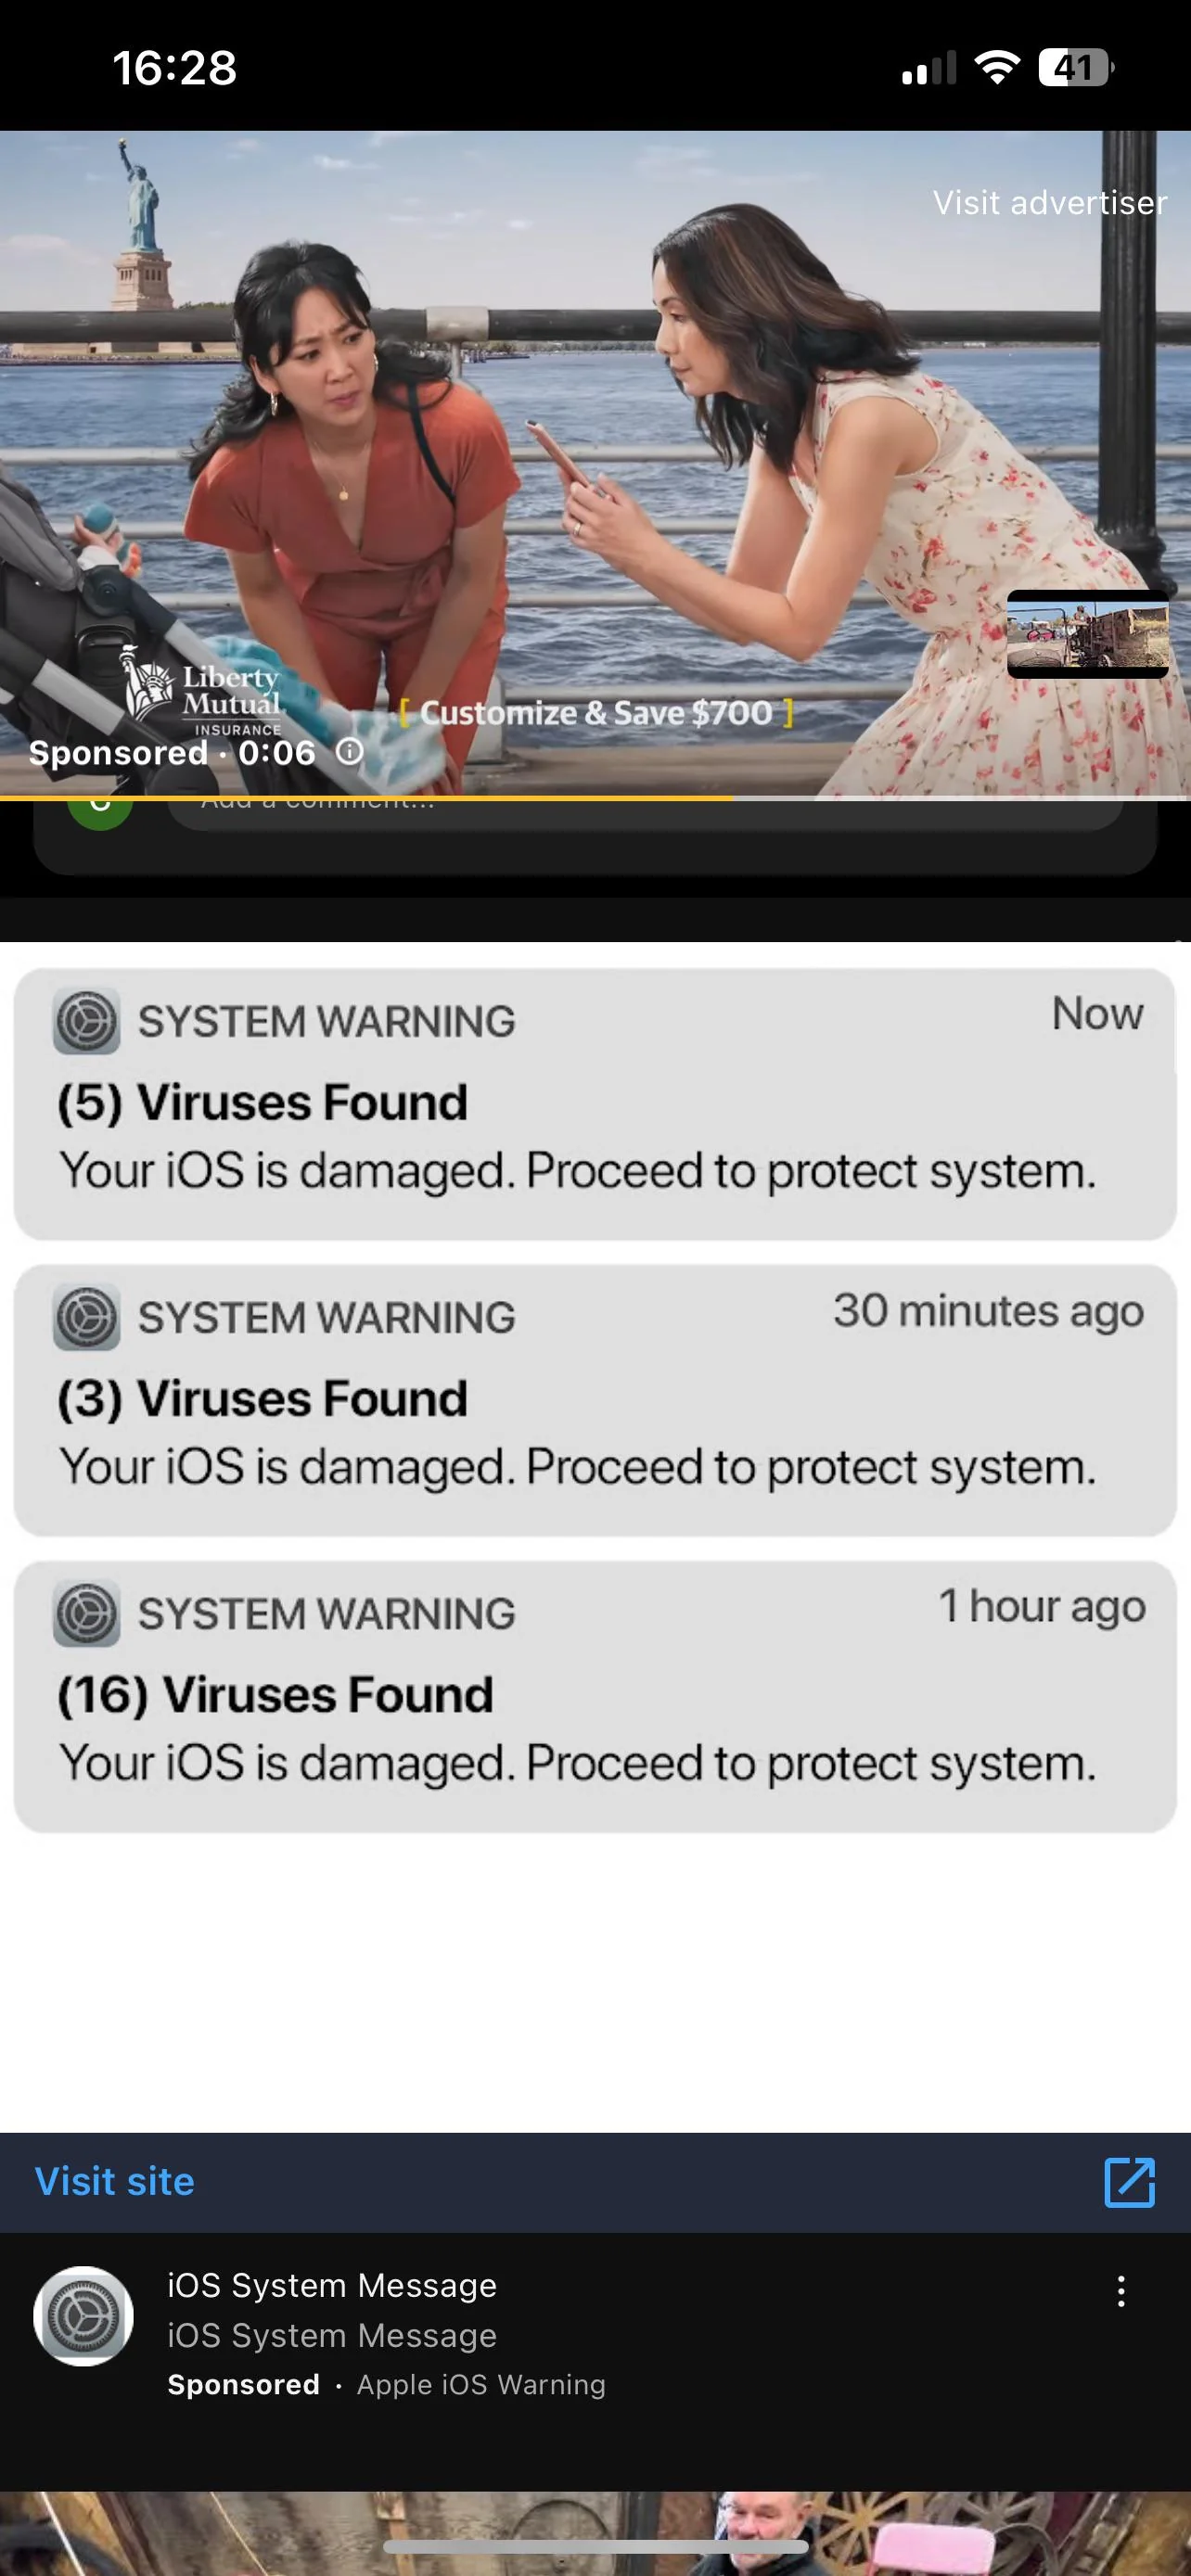 16:28
41
Visit advertiser
Liberty
Mutual
INSURANCE
[ Customize & Save $700 ]
Sponsored · 0:06
Add a comment...
SYSTEM WARNING
Now
(5) Viruses Found
Your iOS is damaged. Proceed to protect system.
SYSTEM WARNING
30 minutes ago
(3) Viruses Found
Your iOS is damaged. Proceed to protect system.
SYSTEM WARNING
1 hour ago
(16) Viruses Found
Your iOS is damaged. Proceed to protect system.
Visit site
iOS System Message
iOS System Message
Sponsored · Apple iOS Warning